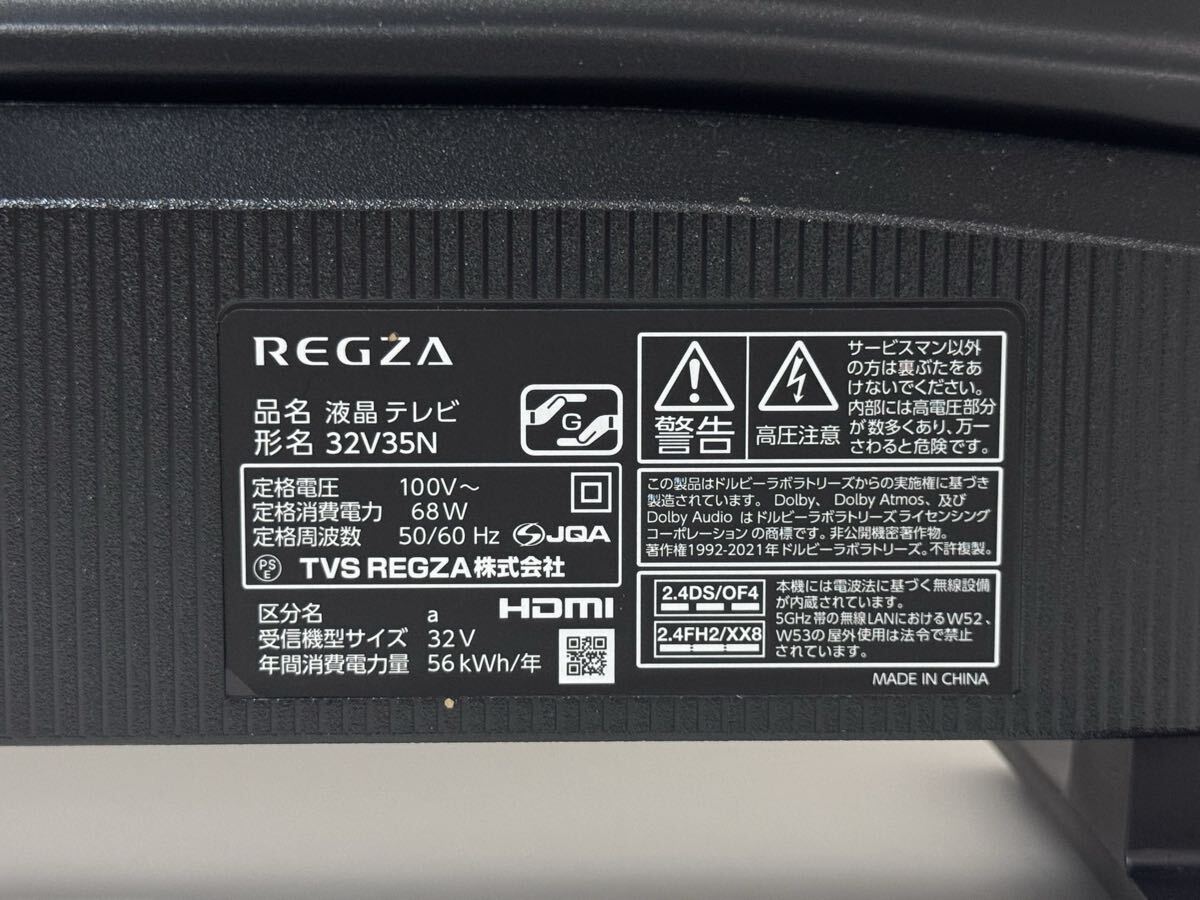 REGZA
品名 液晶テレビ
形名 32V35N
G
定格電圧 100V～
定格消費電力 68W
定格周波数 50/60 Hz
JQA
PS
E
TVS REGZA株式会社
区分名 a
HDMI
受信機型サイズ 32V
年間消費電力量 56kWh/年
警告
高圧注意
サービスマン以外
の方は裏ぶたをあ
けないでください。
内部には高電圧部分
が数多くあり、万一
さわると危険です。
この製品はドルビーラボラトリーズからの実施権に基づき
製造されています。Dolby、Dolby Atmos、及び
Dolby Audio はドルビーラボラトリーズライセンシング
コーポレーションの商標です。非公開機密著作物。
著作権1992-2021年ドルビーラボラトリーズ。不許複製。
2.4DS/OF4
2.4FH2/XX8
本機には電波法に基づく無線設備
が内蔵されています。
5GHz帯の無線LANにおけるW52、
W53の屋外使用は法令で禁止
されています。
MADE IN CHINA